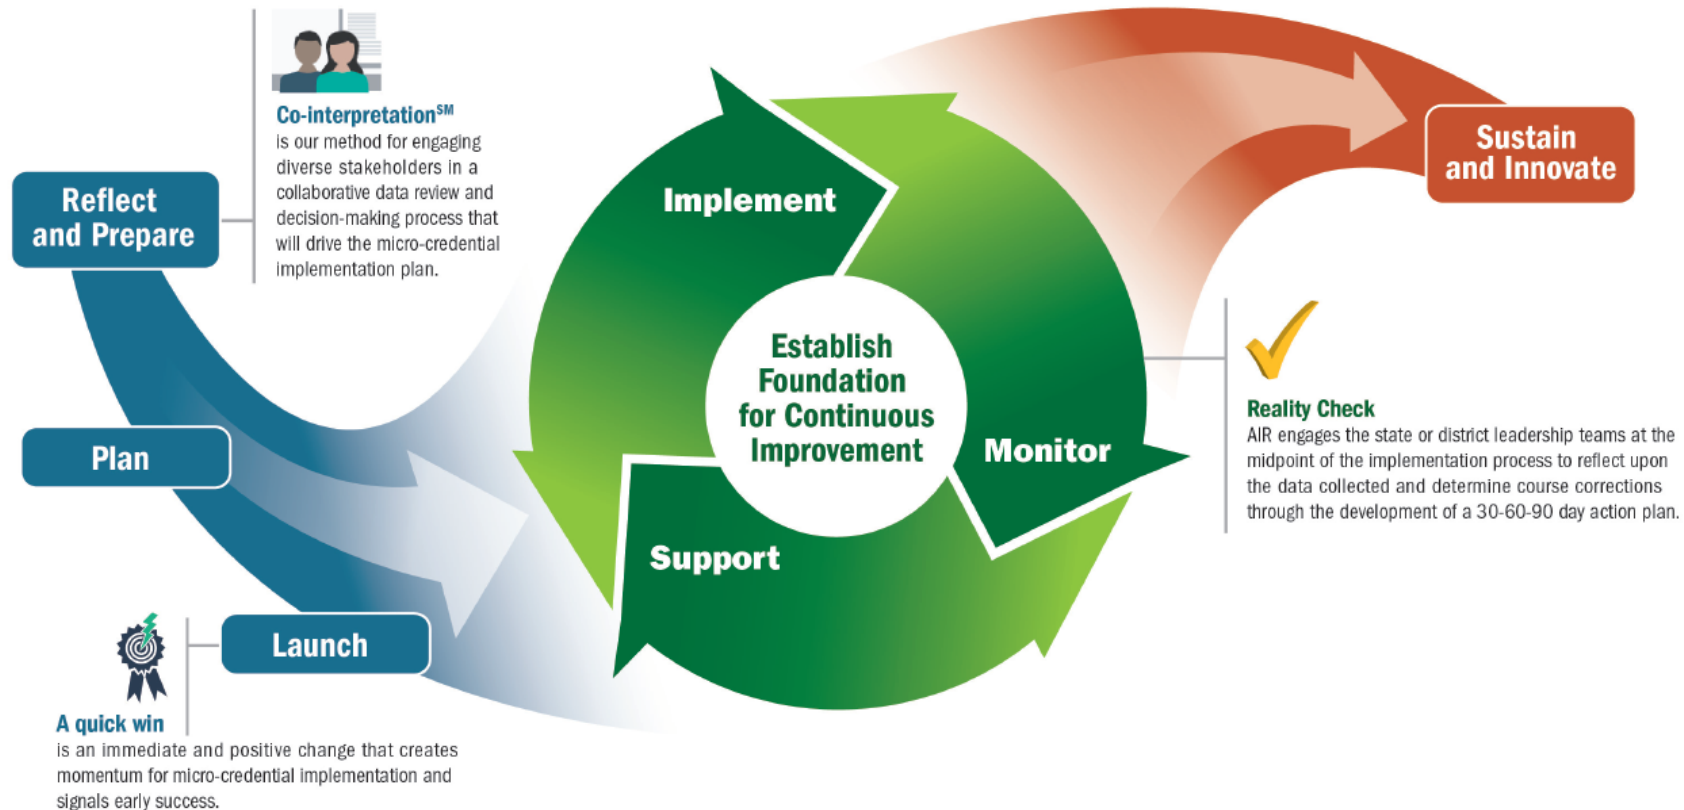 Reflect
and Prepare
Co-interpretation℠
is our method for engaging
diverse stakeholders in a
collaborative data review and
decision-making process that
will drive the micro-credential
implementation plan.
Plan
Launch
A quick win
is an immediate and positive change that creates
momentum for micro-credential implementation and
signals early success.
Implement
Establish
Foundation
for Continuous
Improvement
Monitor
Support
Sustain
and Innovate
Reality Check
AIR engages the state or district leadership teams at the
midpoint of the implementation process to reflect upon
the data collected and determine course corrections
through the development of a 30-60-90 day action plan.